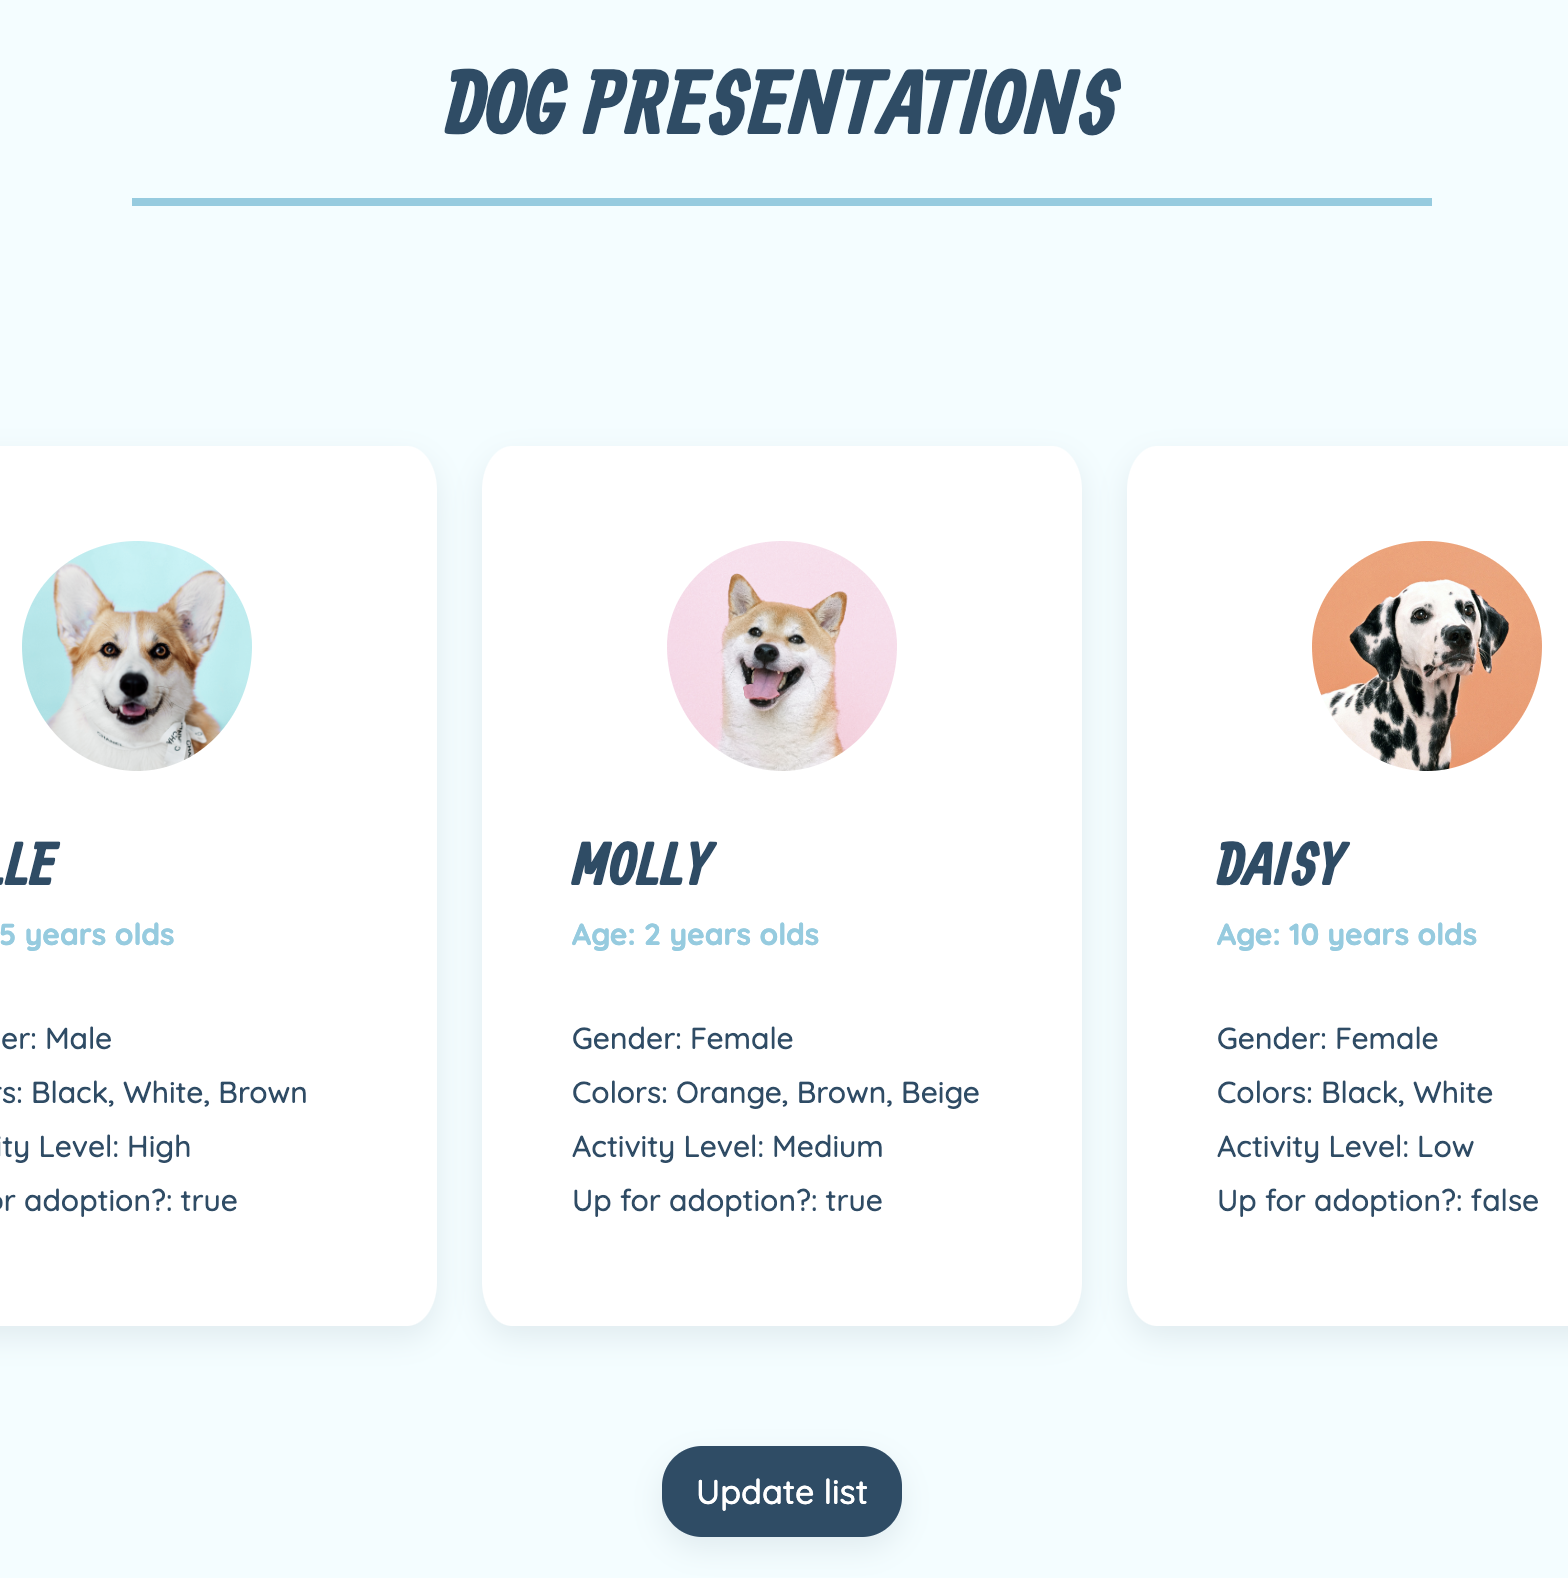 DOG PRESENTATIONS
LLE
5 years olds
er: Male
s: Black, White, Brown
ity Level: High
r adoption?: true
MOLLY
Age: 2 years olds
Gender: Female
Colors: Orange, Brown, Beige
Activity Level: Medium
Up for adoption?: true
DAISY
Age: 10 years olds
Gender: Female
Colors: Black, White
Activity Level: Low
Up for adoption?: false
Update list